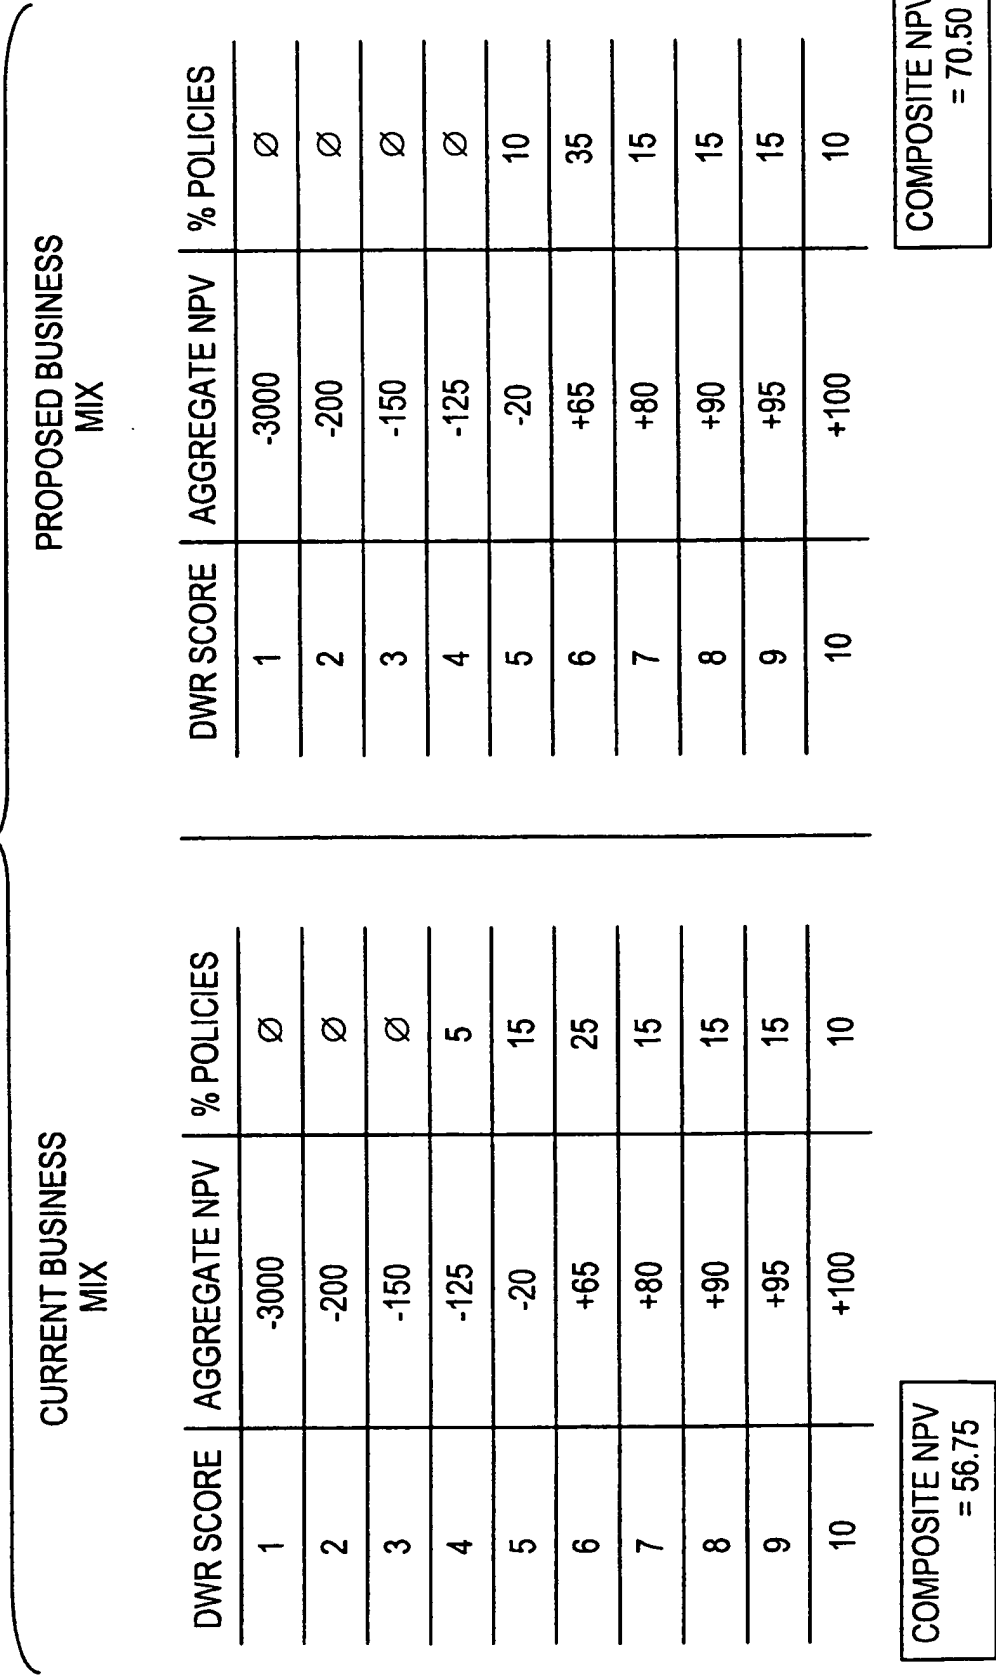 CURRENT BUSINESS
MIX
DWR SCORE AGGREGATE NPV % POLICIES
1 -3000 Ø
2 -200 Ø
3 -150 Ø
4 -125 5
5 -20 15
6 +65 25
7 +80 15
8 +90 15
9 +95 15
10 +100 10
COMPOSITE NPV
= 56.75
PROPOSED BUSINESS
MIX
DWR SCORE AGGREGATE NPV % POLICIES
1 -3000 Ø
2 -200 Ø
3 -150 Ø
4 -125 Ø
5 -20 10
6 +65 35
7 +80 15
8 +90 15
9 +95 15
10 +100 10
COMPOSITE NPV
= 70.50